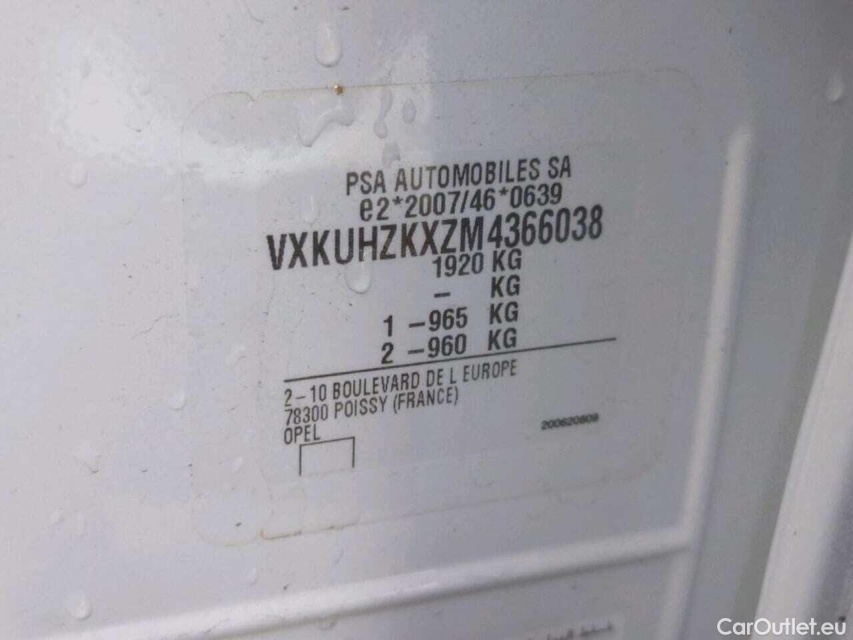 PSA AUTOMOBILES SA
e2*2007/46*0639
VXKUHZKXZM4366038
1920 KG
- KG
1 -965 KG
2 -960 KG
2-10 BOULEVARD DE L EUROPE
78300 POISSY (FRANCE)
OPEL
200620809
CarOutlet.eu